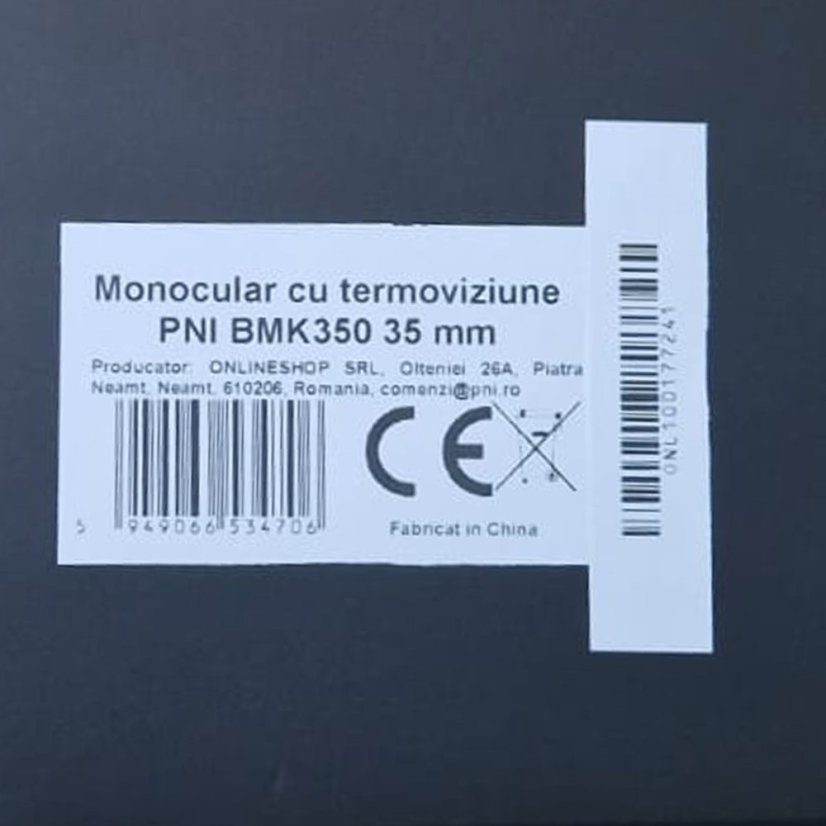 Monocular cu termoviziune
PNI BMK350 35 mm
Producator: ONLINESHOP SRL, Olteniei 26A, Piatra
Neamt, Neamt, 610206, Romania, comenzi@pni.ro
CE
5 949066 534706
Fabricat in China
ONL100177241